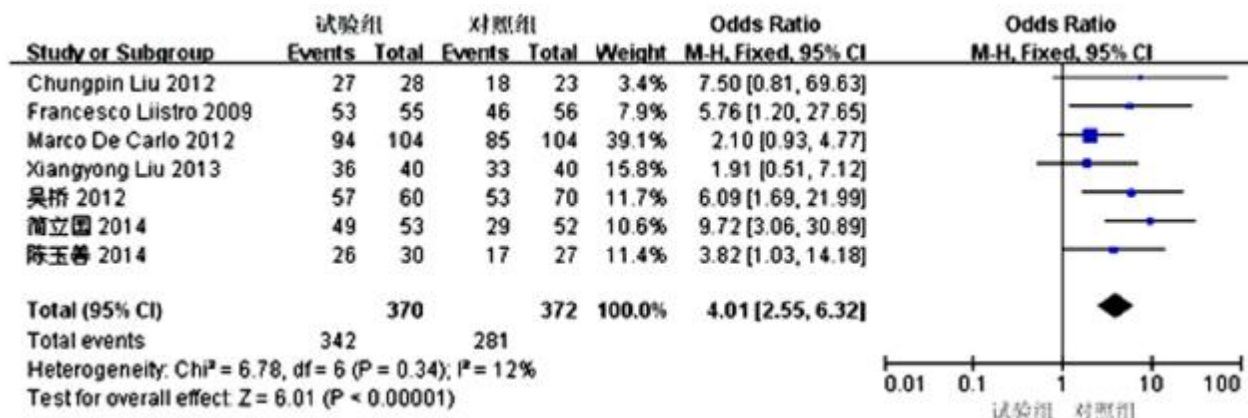 试验组 对照组 Odds Ratio Odds Ratio
Study or Subgroup Events Total Events Total Weight M-H, Fixed, 95% CI M-H, Fixed, 95% CI
Chungpin Liu 2012 27 28 18 23 3.4% 7.50 [0.81, 69.63]
Francesco Liistro 2009 53 55 46 56 7.9% 5.76 [1.20, 27.65]
Marco De Carlo 2012 94 104 85 104 39.1% 2.10 [0.93, 4.77]
Xiangyong Liu 2013 36 40 33 40 15.8% 1.91 [0.51, 7.12]
吴桥 2012 57 60 53 70 11.7% 6.09 [1.69, 21.99]
简立国 2014 49 53 29 52 10.6% 9.72 [3.06, 30.89]
陈玉善 2014 26 30 17 27 11.4% 3.82 [1.03, 14.18]
Total (95% CI) 370 372 100.0% 4.01 [2.55, 6.32]
Total events 342 281
Heterogeneity: Chi² = 6.78, df = 6 (P = 0.34); I² = 12%
Test for overall effect: Z = 6.01 (P < 0.00001)
0.01 0.1 1 10 100
试验组 对照组